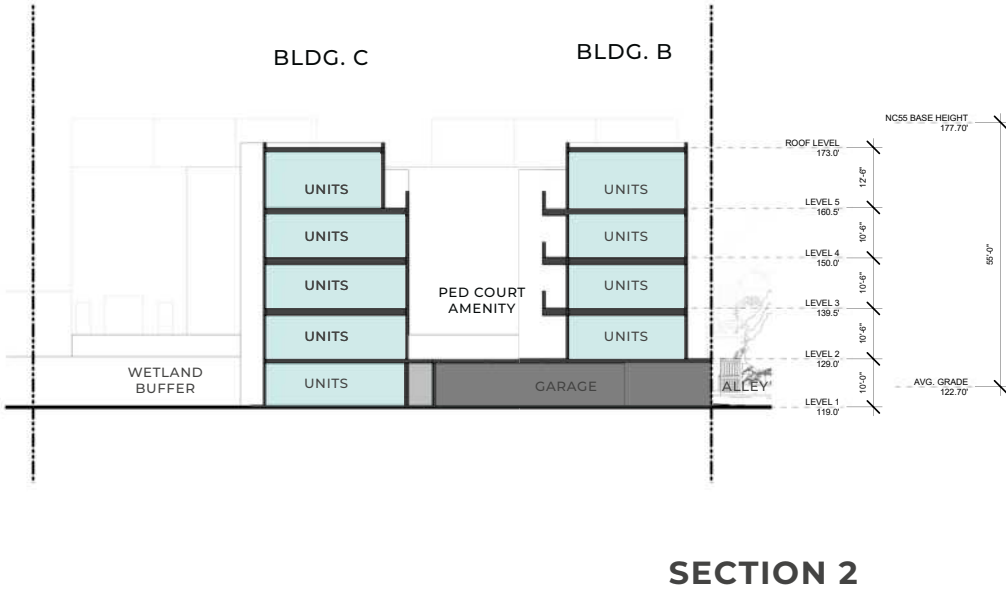 BLDG. C
BLDG. B
NC55 BASE HEIGHT
177.70'
ROOF LEVEL
173.0'
12'-6"
UNITS
UNITS
LEVEL 5
160.5'
10'-6"
UNITS
UNITS
LEVEL 4
150.0'
55'-0"
10'-6"
UNITS
PED COURT
AMENITY
UNITS
LEVEL 3
139.5'
10'-6"
UNITS
UNITS
LEVEL 2
129.0'
WETLAND
BUFFER
UNITS
GARAGE
ALLEY
10'-0"
AVG. GRADE
122.70'
LEVEL 1
119.0'
SECTION 2